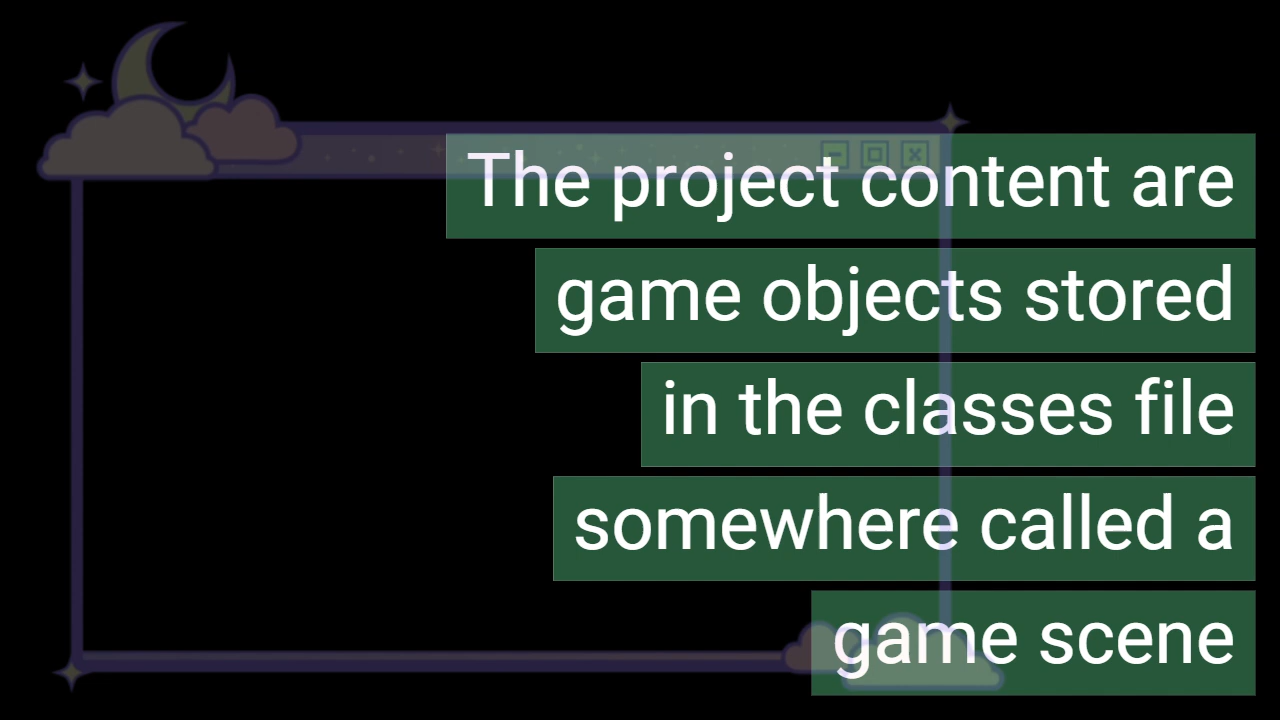 The project content are
game objects stored
in the classes file
somewhere called a
game scene